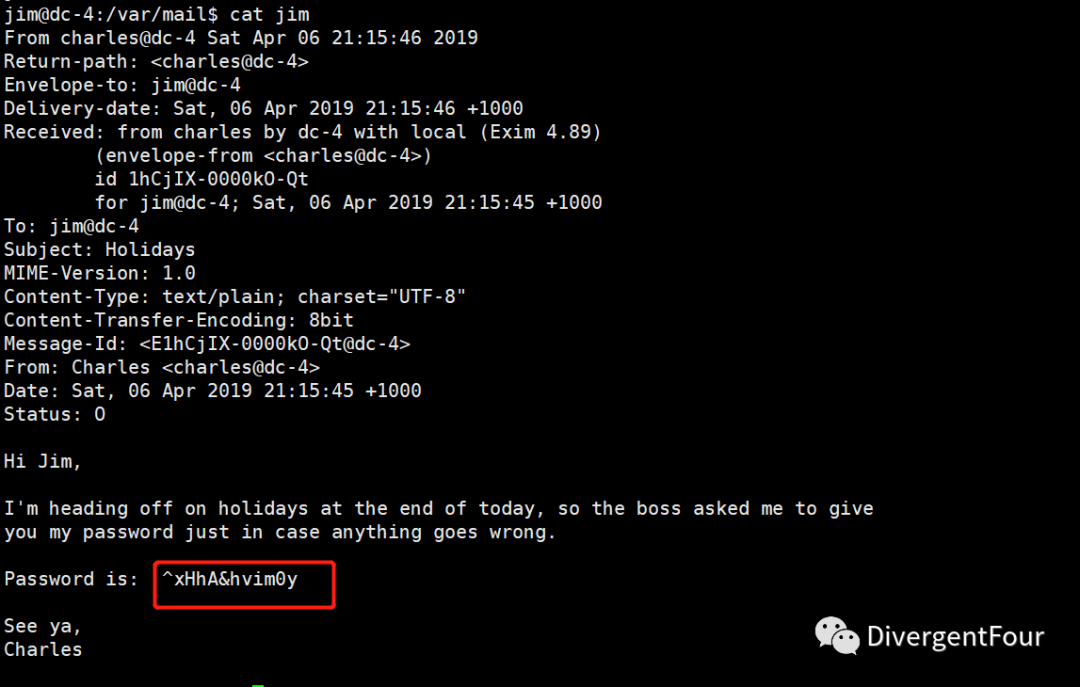 jim@dc-4:/var/mail$ cat jim
From charles@dc-4 Sat Apr 06 21:15:46 2019
Return-path: <charles@dc-4>
Envelope-to: jim@dc-4
Delivery-date: Sat, 06 Apr 2019 21:15:46 +1000
Received: from charles by dc-4 with local (Exim 4.89)
        (envelope-from <charles@dc-4>)
        id 1hCjIX-0000kO-Qt
        for jim@dc-4; Sat, 06 Apr 2019 21:15:45 +1000
To: jim@dc-4
Subject: Holidays
MIME-Version: 1.0
Content-Type: text/plain; charset="UTF-8"
Content-Transfer-Encoding: 8bit
Message-Id: <E1hCjIX-0000kO-Qt@dc-4>
From: Charles <charles@dc-4>
Date: Sat, 06 Apr 2019 21:15:45 +1000
Status: O

Hi Jim,

I'm heading off on holidays at the end of today, so the boss asked me to give
you my password just in case anything goes wrong.

Password is:  ^xHhA&hvim0y

See ya,
Charles
DivergentFour